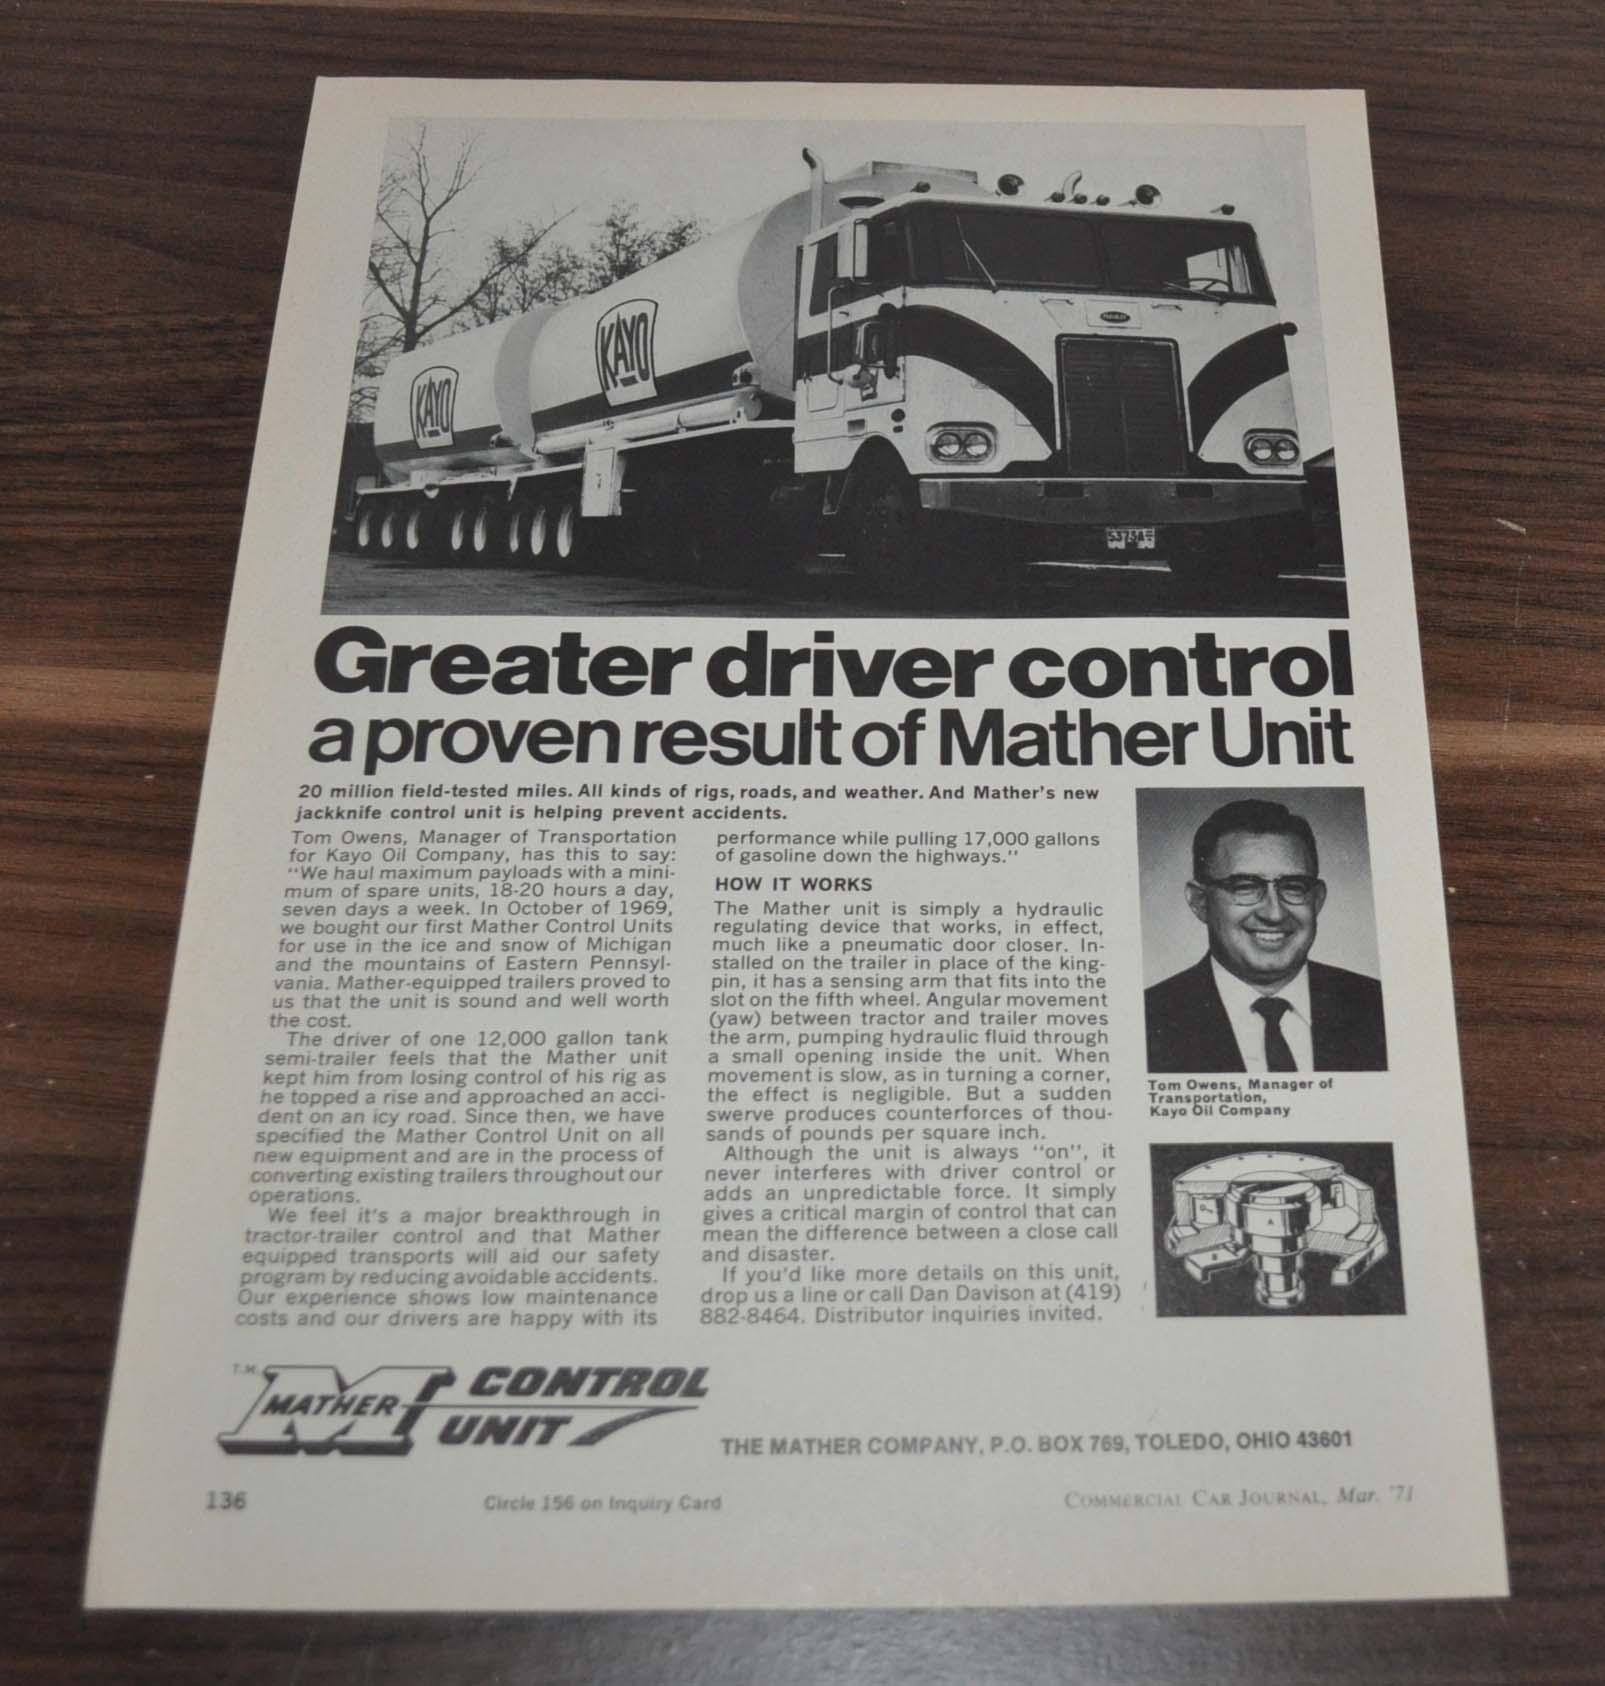 KAYO
KAYO
5375A
Greater driver control
a proven result of Mather Unit
20 million field-tested miles. All kinds of rigs, roads, and weather. And Mather's new
jackknife control unit is helping prevent accidents.
Tom Owens, Manager of Transportation
for Kayo Oil Company, has this to say:
"We haul maximum payloads with a mini-
mum of spare units, 18-20 hours a day,
seven days a week. In October of 1969,
we bought our first Mather Control Units
for use in the ice and snow of Michigan
and the mountains of Eastern Pennsyl-
vania. Mather-equipped trailers proved to
us that the unit is sound and well worth
the cost.
The driver of one 12,000 gallon tank
semi-trailer feels that the Mather unit
kept him from losing control of his rig as
he topped a rise and approached an acci-
dent on an icy road. Since then, we have
specified the Mather Control Unit on all
new equipment and are in the process of
converting existing trailers throughout our
operations.
We feel it's a major breakthrough in
tractor-trailer control and that Mather
equipped transports will aid our safety
program by reducing avoidable accidents.
Our experience shows low maintenance
costs and our drivers are happy with its
performance while pulling 17,000 gallons
of gasoline down the highways."
HOW IT WORKS
The Mather unit is simply a hydraulic
regulating device that works, in effect,
much like a pneumatic door closer. In-
stalled on the trailer in place of the king-
pin, it has a sensing arm that fits into the
slot on the fifth wheel. Angular movement
(yaw) between tractor and trailer moves
the arm, pumping hydraulic fluid through
a small opening inside the unit. When
movement is slow, as in turning a corner,
the effect is negligible. But a sudden
swerve produces counterforces of thou-
sands of pounds per square inch.
Although the unit is always "on", it
never interferes with driver control or
adds an unpredictable force. It simply
gives a critical margin of control that can
mean the difference between a close call
and disaster.
If you'd like more details on this unit,
drop us a line or call Dan Davison at (419)
882-8464. Distributor inquiries invited.
Tom Owens, Manager of
Transportation,
Kayo Oil Company
T.M.
MATHER
CONTROL
UNIT
THE MATHER COMPANY, P.O. BOX 769, TOLEDO, OHIO 43601
136
Circle 156 on Inquiry Card
COMMERCIAL CAR JOURNAL, Mar. '71